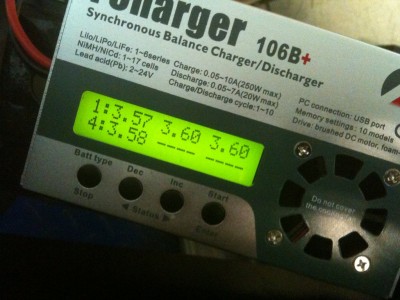 106B+
Synchronous Balance Charger/Discharger
LiIo/LiPo/LiFe: 1~6series
NiMH/NiCd: 1~17 cells
Lead acid(Pb): 2~24V
Charge: 0.05~10A(250W max)
Discharge: 0.05~7A(20W max)
Charge/Discharge cycle: 1~10
PC connection: USB port
Memory settings: 10 models
Drive: brushed DC motor, foam
1:3.57 3.60 3.60
4:3.58 ---- ----
Batt type
Dec
Inc
Start
Stop
◀ Status ▶
Enter
Do not cover